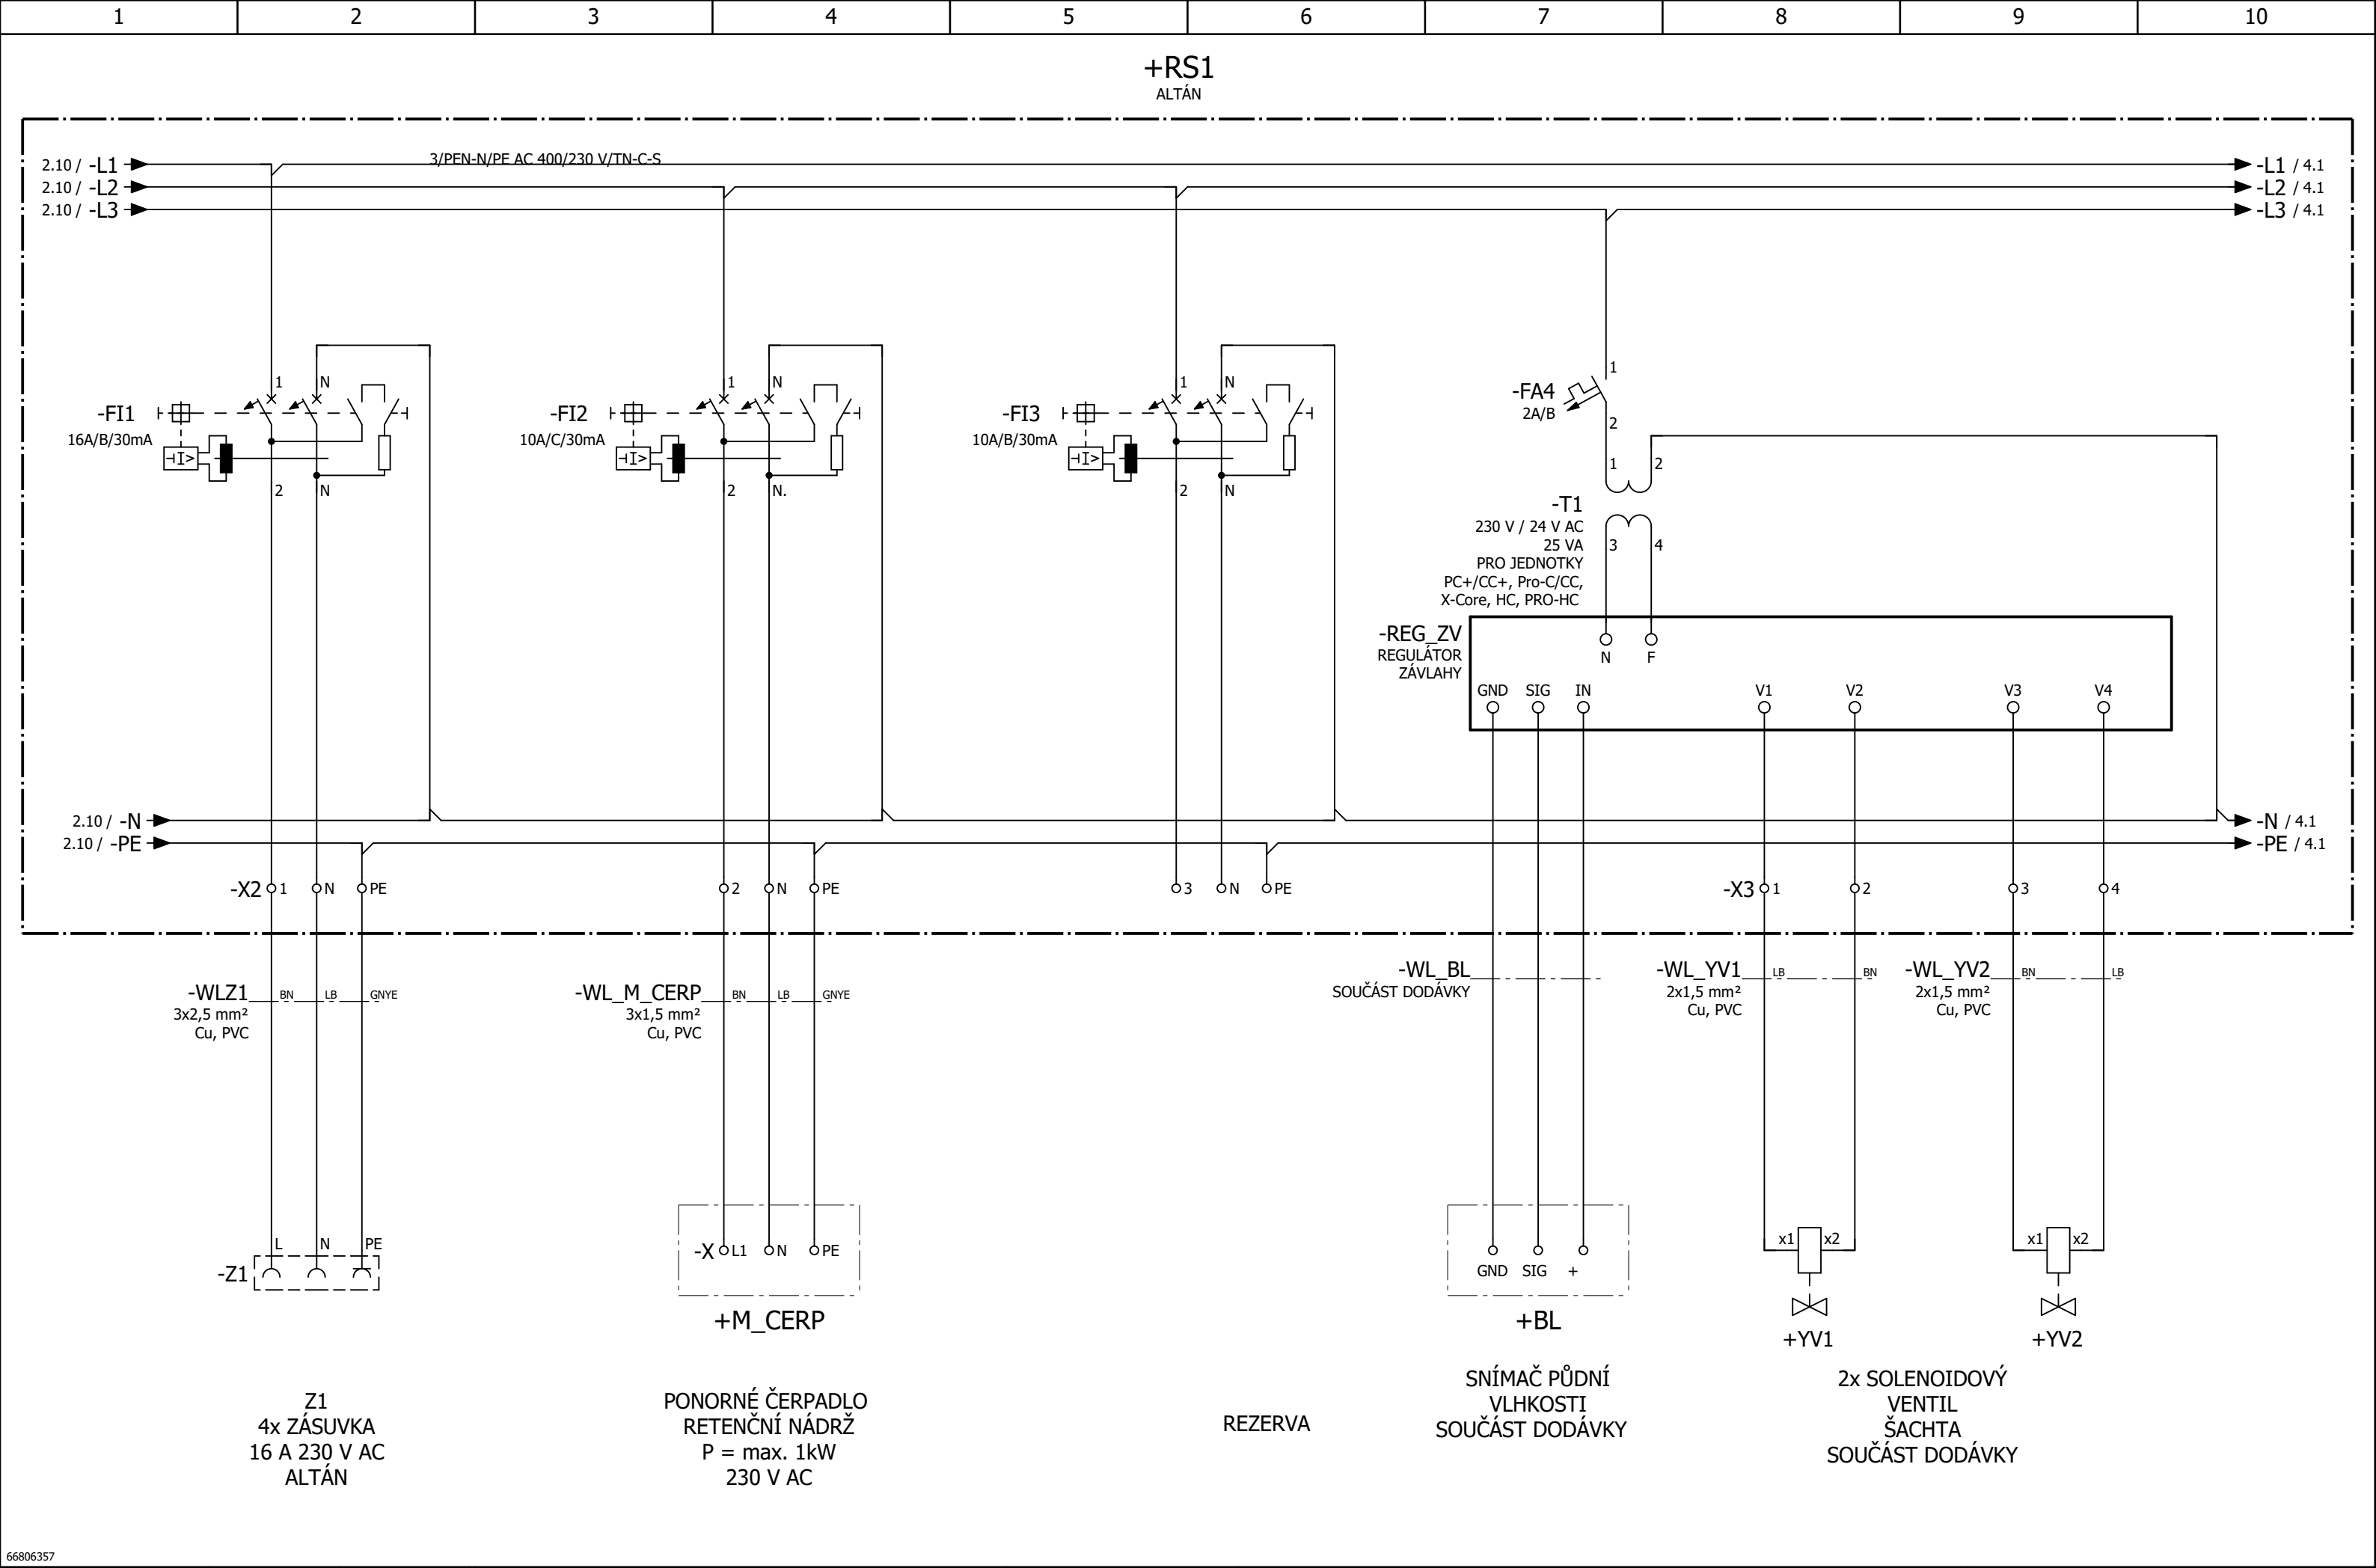 1 2 3 4 5 6 7 8 9 10
+RS1
ALTÁN
3/PEN-N/PE AC 400/230 V/TN-C-S
2.10 / -L1
-L1 / 4.1
2.10 / -L2
-L2 / 4.1
2.10 / -L3
-L3 / 4.1
1 N
-FI1
16A/B/30mA
I>
2 N
1 N
-FI2
10A/C/30mA
I>
2 N.
1 N
-FI3
10A/B/30mA
I>
2 N
1
-FA4
2A/B
2
1 2
-T1
230 V / 24 V AC
25 VA
PRO JEDNOTKY
PC+/CC+, Pro-C/CC,
X-Core, HC, PRO-HC
3 4
-REG_ZV
REGULÁTOR
ZÁVLAHY
N F
GND SIG IN V1 V2 V3 V4
2.10 / -N
-N / 4.1
2.10 / -PE
-PE / 4.1
-X2 1 N PE
2 N PE
3 N PE
-X3 1 2 3 4
-WLZ1 BN LB GNYE
3x2,5 mm²
Cu, PVC
-WL_M_CERP BN LB GNYE
3x1,5 mm²
Cu, PVC
-WL_BL
SOUČÁST DODÁVKY
-WL_YV1 LB BN
2x1,5 mm²
Cu, PVC
-WL_YV2 BN LB
2x1,5 mm²
Cu, PVC
L N PE
-Z1
-X L1 N PE
+M_CERP
GND SIG +
+BL
x1 x2
+YV1
x1 x2
+YV2
Z1
4x ZÁSUVKA
16 A 230 V AC
ALTÁN
PONORNÉ ČERPADLO
RETENČNÍ NÁDRŽ
P = max. 1kW
230 V AC
REZERVA
SNÍMAČ PŮDNÍ
VLHKOSTI
SOUČÁST DODÁVKY
2x SOLENOIDOVÝ
VENTIL
ŠACHTA
SOUČÁST DODÁVKY
66806357